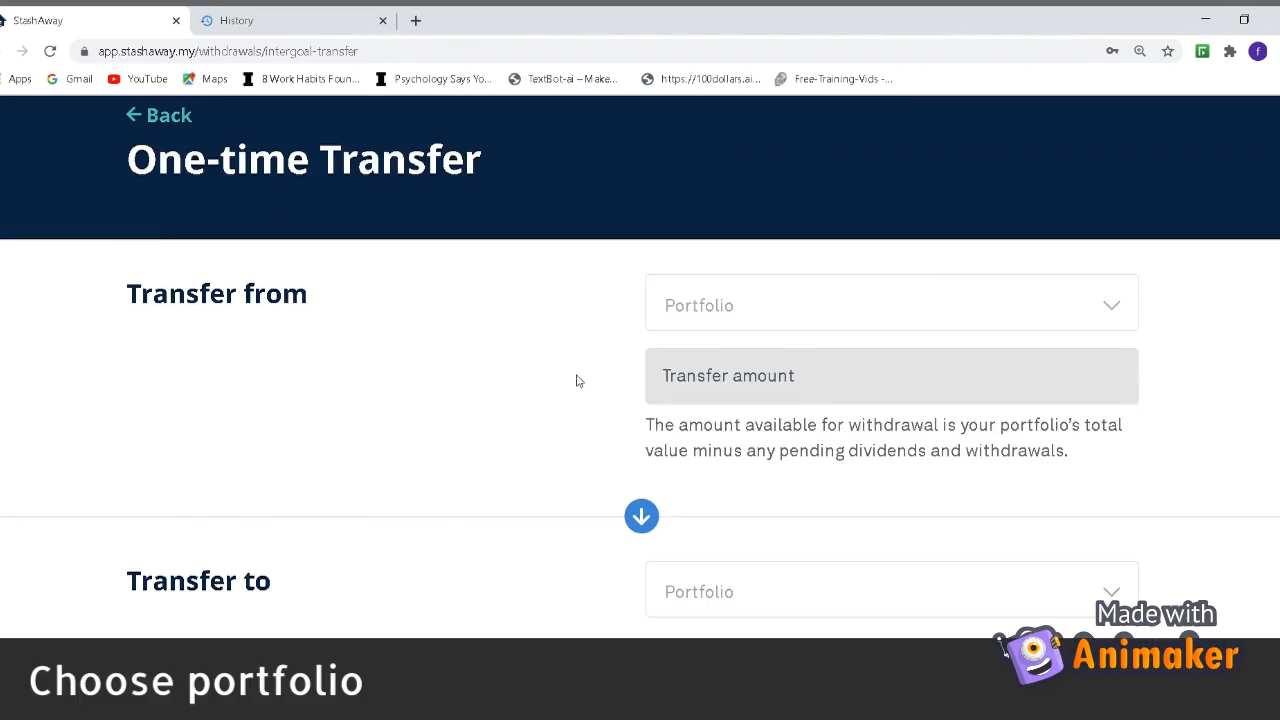 StashAway
History
app.stashaway.my/withdrawals/intergoal-transfer
f
Apps
Gmail
YouTube
Maps
8 Work Habits Foun...
Psychology Says Yo...
TextBot-ai – Make...
https://10dollars.ai...
Free-Training-Vids -...
Back
One-time Transfer
Transfer from
Portfolio
Transfer amount
The amount available for withdrawal is your portfolio's total
value minus any pending dividends and withdrawals.
Transfer to
Portfolio
Made with
Animaker
Choose portfolio